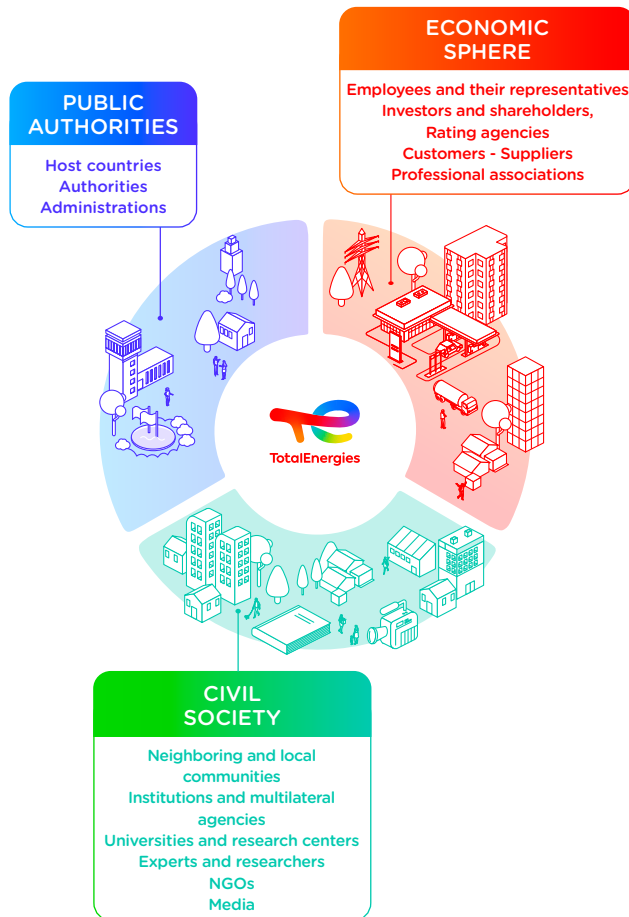 ECONOMIC
SPHERE
Employees and their representatives
Investors and shareholders,
Rating agencies
Customers - Suppliers
Professional associations
PUBLIC
AUTHORITIES
Host countries
Authorities
Administrations
TotalEnergies
CIVIL
SOCIETY
Neighboring and local
communities
Institutions and multilateral
agencies
Universities and research centers
Experts and researchers
NGOs
Media